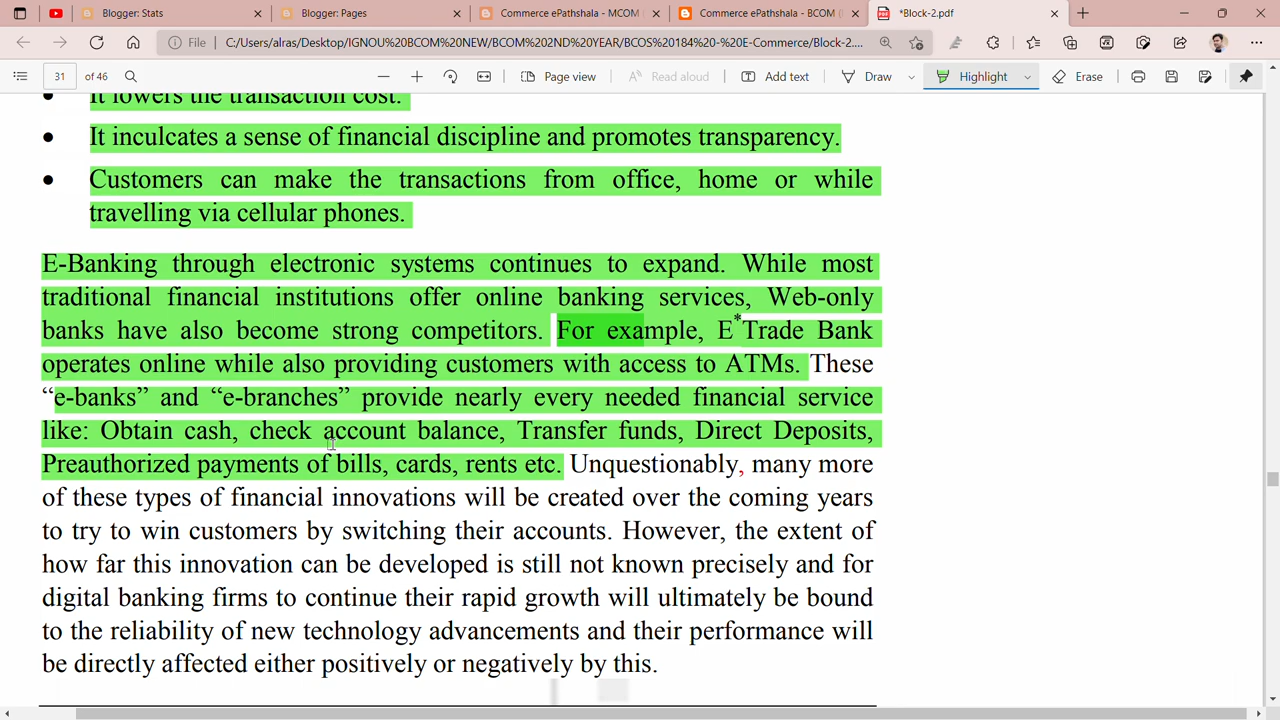 Blogger: Stats
Blogger: Pages
Commerce ePathshala - MCOM
Commerce ePathshala - BCOM (
*Block-2.pdf
File
C:/Users/alras/Desktop/IGNOU%20BCOM%20NEW/BCOM%202ND%20YEAR/BCOS%20184%20-%20E-Commerce/Block-2....
31 of 46
Page view
Read aloud
Add text
Draw
Highlight
Erase
It lowers the transaction cost.
• It inculcates a sense of financial discipline and promotes transparency.
• Customers can make the transactions from office, home or while
travelling via cellular phones.
E-Banking through electronic systems continues to expand. While most
traditional financial institutions offer online banking services, Web-only
banks have also become strong competitors. For example, E*Trade Bank
operates online while also providing customers with access to ATMs. These
“e-banks” and “e-branches” provide nearly every needed financial service
like: Obtain cash, check account balance, Transfer funds, Direct Deposits,
Preauthorized payments of bills, cards, rents etc. Unquestionably, many more
of these types of financial innovations will be created over the coming years
to try to win customers by switching their accounts. However, the extent of
how far this innovation can be developed is still not known precisely and for
digital banking firms to continue their rapid growth will ultimately be bound
to the reliability of new technology advancements and their performance will
be directly affected either positively or negatively by this.